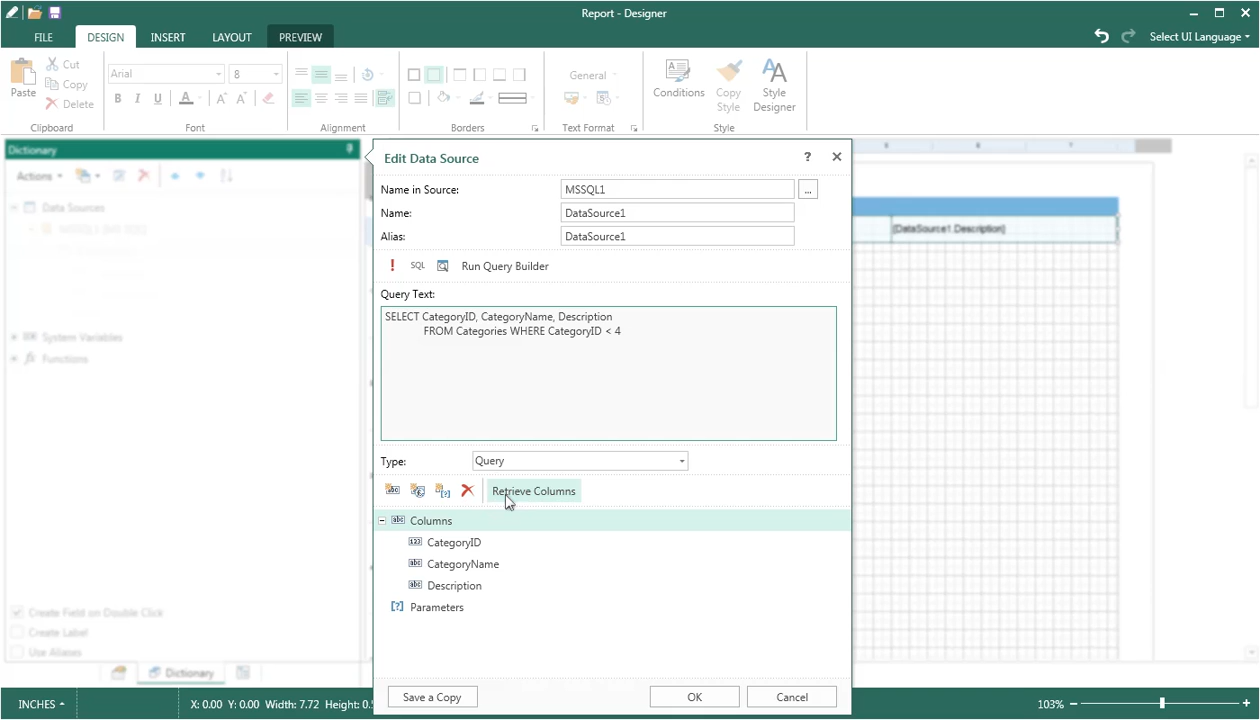 Report - Designer
FILE DESIGN INSERT LAYOUT PREVIEW Select UI Language
Paste Cut Copy Delete
Arial 8
B I U A A A
General
Conditions Copy Style Style Designer
Clipboard Font Alignment Borders Text Format Style
Dictionary
Actions
Data Sources
System Variables
Functions
Create Field on Double Click
Create Label
Use Aliases
Dictionary
Edit Data Source ? ×
Name in Source: MSSQL1 ...
Name: DataSource1
Alias: DataSource1
! SQL Run Query Builder
Query Text:
SELECT CategoryID, CategoryName, Description
FROM Categories WHERE CategoryID < 4
Type: Query
Retrieve Columns
Columns
CategoryID
CategoryName
Description
Parameters
Save a Copy OK Cancel
{DataSource1.Description}
INCHES X: 0.00 Y: 0.00 Width: 7.72 Height: 103%